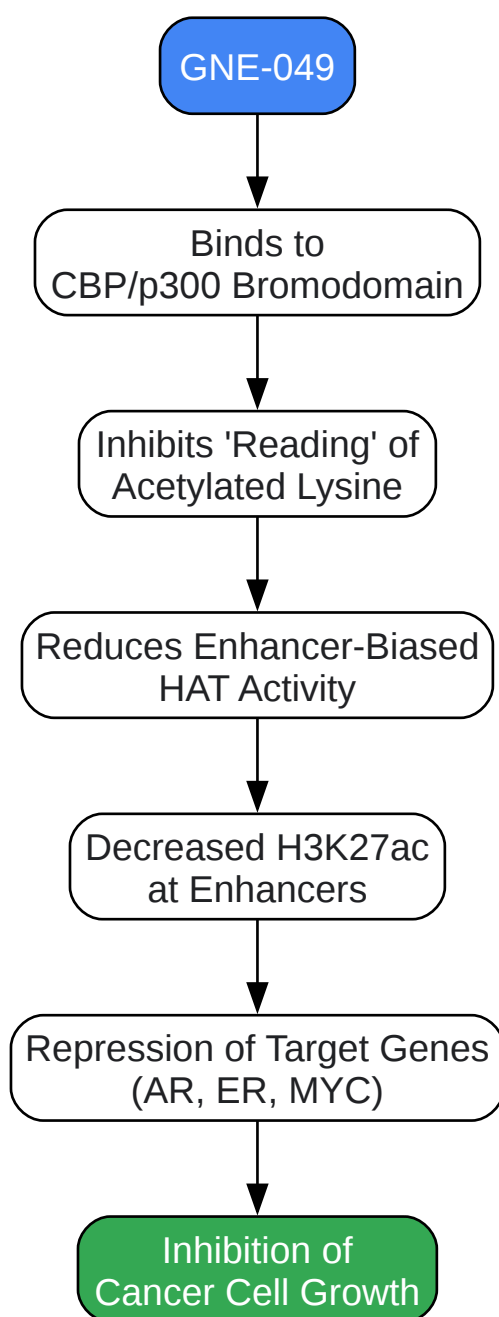 GNE-049
Binds to
CBP/p300 Bromodomain
Inhibits 'Reading' of
Acetylated Lysine
Reduces Enhancer-Biased
HAT Activity
Decreased H3K27ac
at Enhancers
Repression of Target Genes
(AR, ER, MYC)
Inhibition of
Cancer Cell Growth